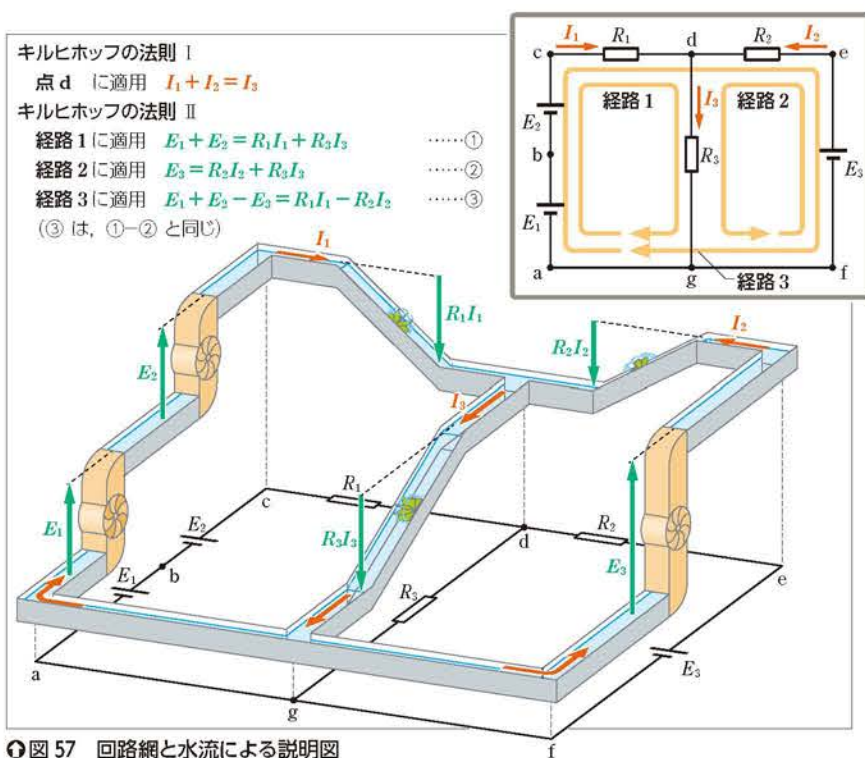 キルヒホッフの法則 Ⅰ
点 d に適用 I₁ + I₂ = I₃
キルヒホッフの法則 Ⅱ
経路 1 に適用 E₁ + E₂ = R₁I₁ + R₃I₃ ……①
経路 2 に適用 E₃ = R₂I₂ + R₃I₃ ……②
経路 3 に適用 E₁ + E₂ − E₃ = R₁I₁ − R₂I₂ ……③
(③ は, ①−② と同じ)
I₁ R₁ d R₂ I₂
c e
経路 1 I₃ 経路 2
E₂
b R₃ E₃
E₁
a g f
経路 3
I₁
R₁I₁
R₂I₂ I₂
E₂
I₃
E₁ R₁
c R₃I₃ R₂
E₂ d
b E₁ R₃ E₃ e
a E₃
g
f
図 57 回路網と水流による説明図